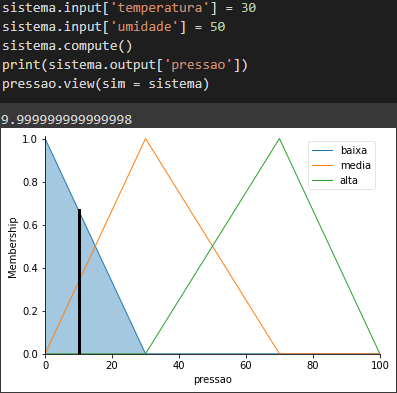 sistema.input['temperatura'] = 30
sistema.input['umidade'] = 50
sistema.compute()
print(sistema.output['pressao'])
pressao.view(sim = sistema)
9.999999999999998
1.0
0.8
0.6
0.4
0.2
0.0
Membership
baixa
media
alta
0 20 40 60 80 100
pressao